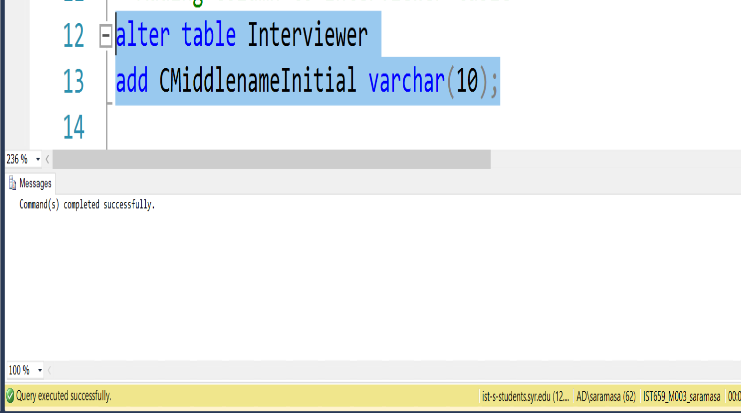 12 alter table Interviewer
13 add CMiddlenameInitial varchar(10);
14
236 %
Messages
Command(s) completed successfully.
100 %
Query executed successfully.
ist-s-students.syr.edu (12... AD\saramasa (62) IST659_M003_saramasa 00:0